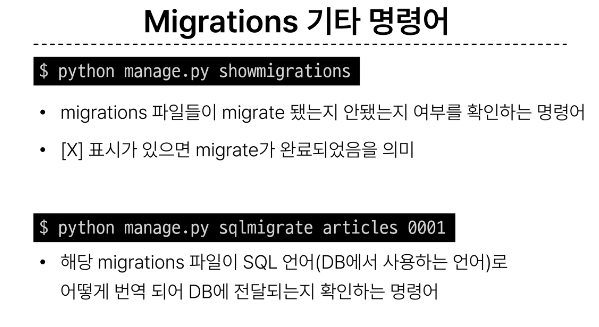 Migrations 기타 명령어
$ python manage.py showmigrations
• migrations 파일들이 migrate 됐는지 안됐는지 여부를 확인하는 명령어
• [X] 표시가 있으면 migrate가 완료되었음을 의미
$ python manage.py sqlmigrate articles 0001
• 해당 migrations 파일이 SQL 언어(DB에서 사용하는 언어)로
어떻게 번역 되어 DB에 전달되는지 확인하는 명령어